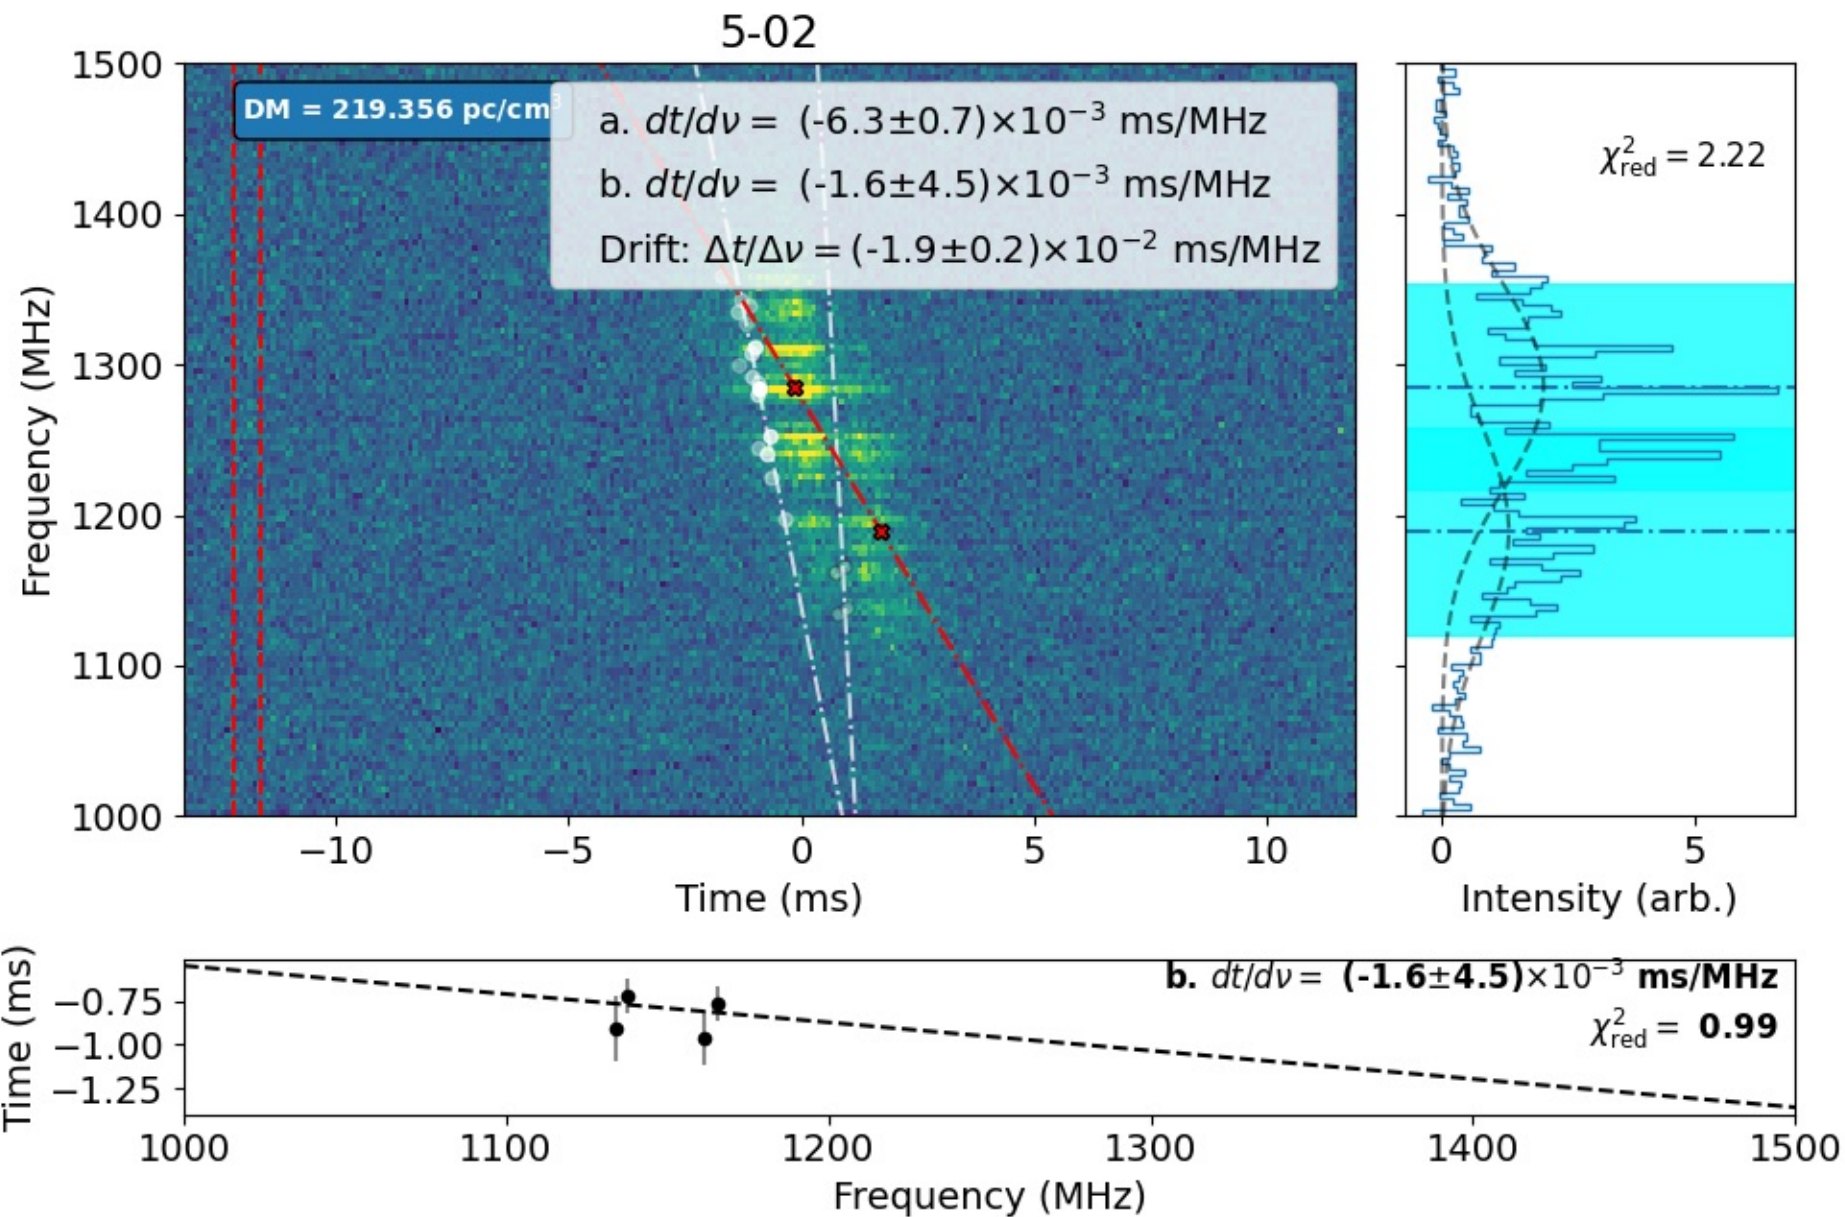 5-02
1500
1400
1300
1200
1100
1000
Frequency (MHz)
DM = 219.356 pc/cm³
a. dt/dν = (-6.3±0.7)×10⁻³ ms/MHz
b. dt/dν = (-1.6±4.5)×10⁻³ ms/MHz
Drift: Δt/Δν = (-1.9±0.2)×10⁻² ms/MHz
−10 −5 0 5 10
Time (ms)
χ²red = 2.22
0 5
Intensity (arb.)
Time (ms)
−0.75
−1.00
−1.25
b. dt/dν = (-1.6±4.5)×10⁻³ ms/MHz
χ²red = 0.99
1000 1100 1200 1300 1400 1500
Frequency (MHz)